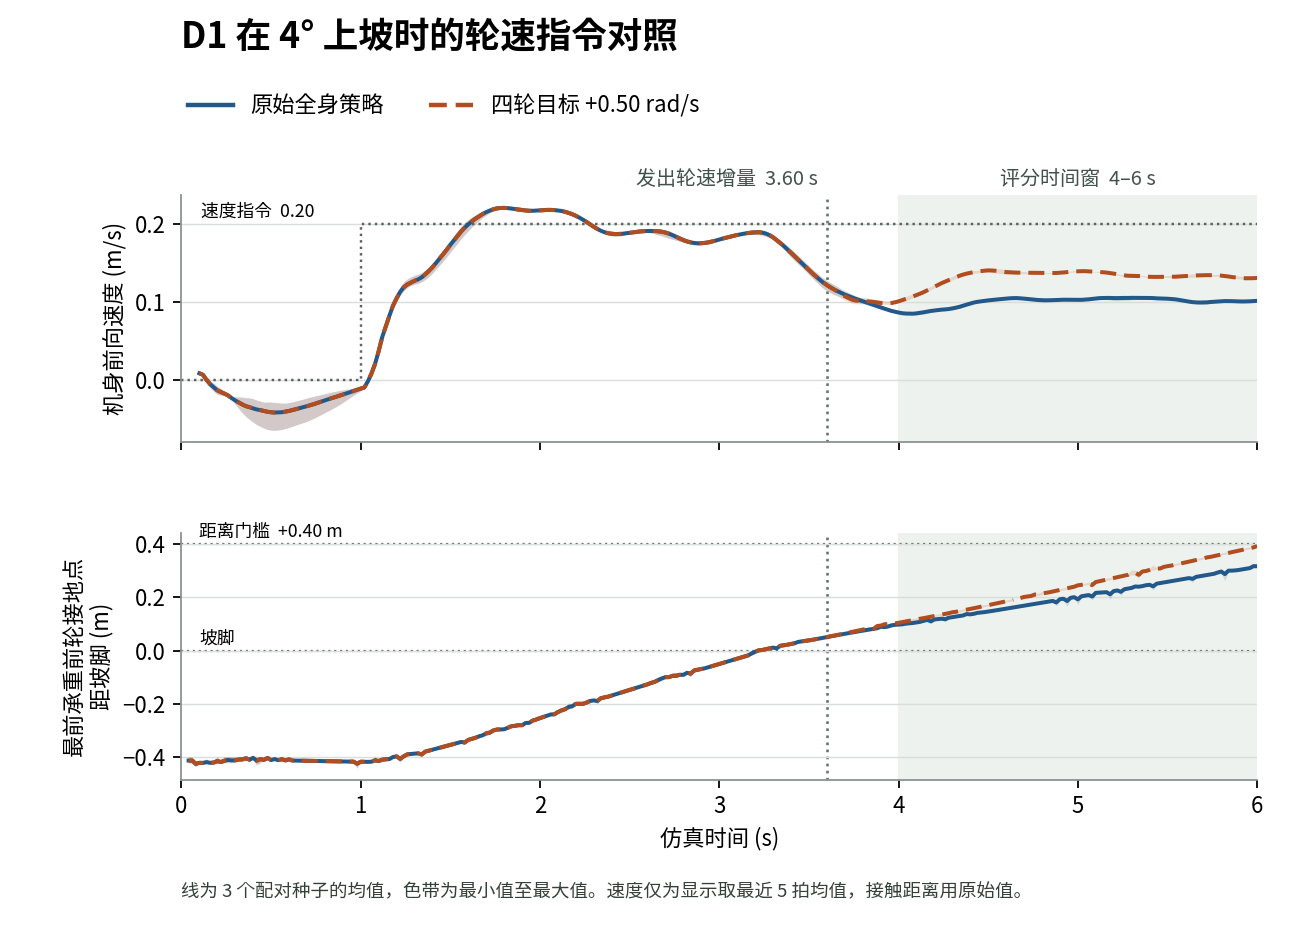 D1 在 4° 上坡时的轮速指令对照
原始全身策略
四轮目标 +0.50 rad/s
发出轮速增量 3.60 s
评分时间窗 4–6 s
速度指令 0.20
机身前向速度 (m/s)
0.2
0.1
0.0
距离门槛 +0.40 m
坡脚
最前承重前轮接地点
距坡脚 (m)
0.4
0.2
0.0
−0.2
−0.4
0 1 2 3 4 5 6
仿真时间 (s)
线为 3 个配对种子的均值，色带为最小值至最大值。速度仅为显示取最近 5 拍均值，接触距离用原始值。